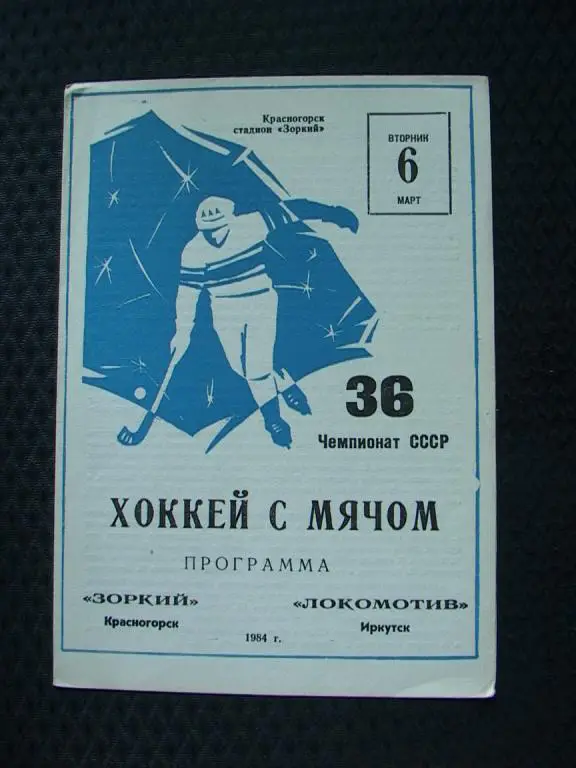 Красногорск
стадион «Зоркий»
ВТОРНИК
6
МАРТ
36
Чемпионат СССР
ХОККЕЙ С МЯЧОМ
ПРОГРАММА
«ЗОРКИЙ»
Красногорск
«ЛОКОМОТИВ»
Иркутск
1984 г.